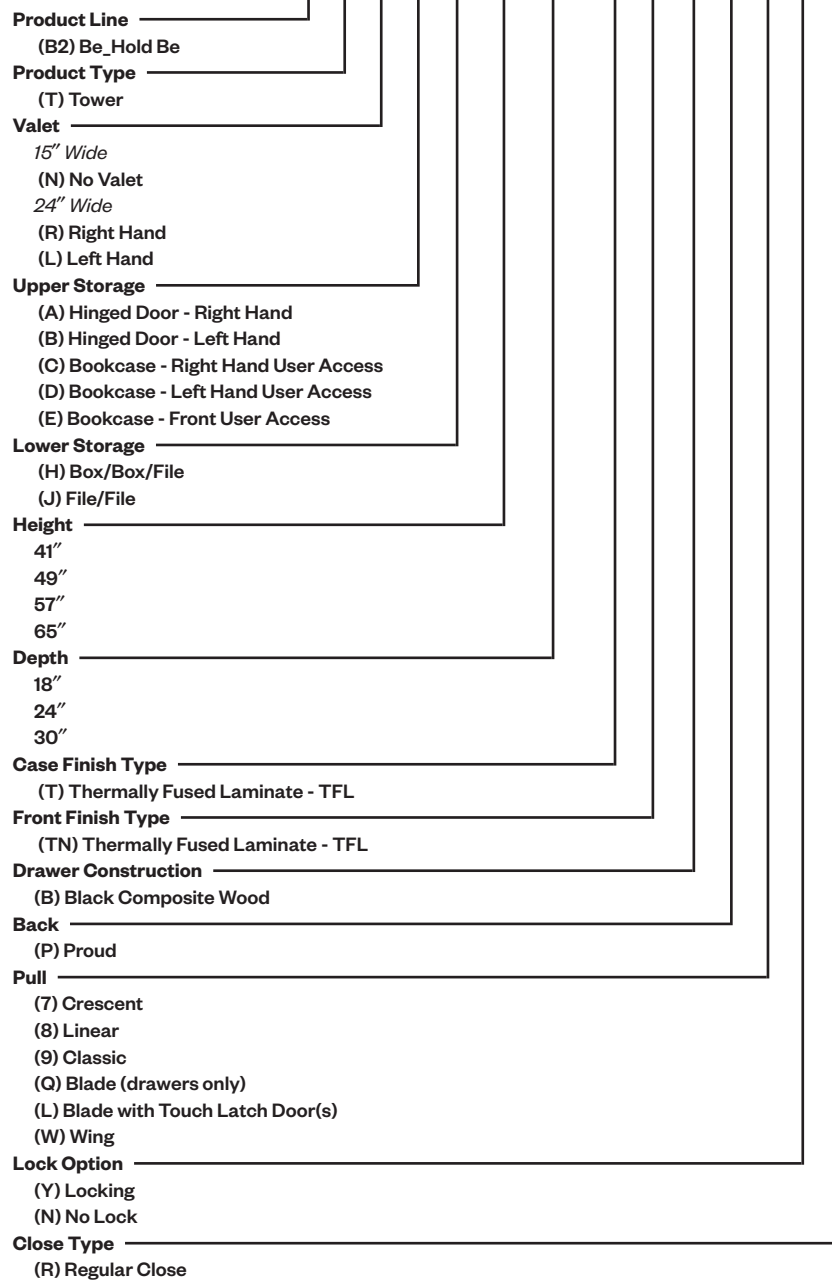 Product Line
(B2) Be_Hold Be
Product Type
(T) Tower
Valet
15″ Wide
(N) No Valet
24″ Wide
(R) Right Hand
(L) Left Hand
Upper Storage
(A) Hinged Door - Right Hand
(B) Hinged Door - Left Hand
(C) Bookcase - Right Hand User Access
(D) Bookcase - Left Hand User Access
(E) Bookcase - Front User Access
Lower Storage
(H) Box/Box/File
(J) File/File
Height
41″
49″
57″
65″
Depth
18″
24″
30″
Case Finish Type
(T) Thermally Fused Laminate - TFL
Front Finish Type
(TN) Thermally Fused Laminate - TFL
Drawer Construction
(B) Black Composite Wood
Back
(P) Proud
Pull
(7) Crescent
(8) Linear
(9) Classic
(Q) Blade (drawers only)
(L) Blade with Touch Latch Door(s)
(W) Wing
Lock Option
(Y) Locking
(N) No Lock
Close Type
(R) Regular Close